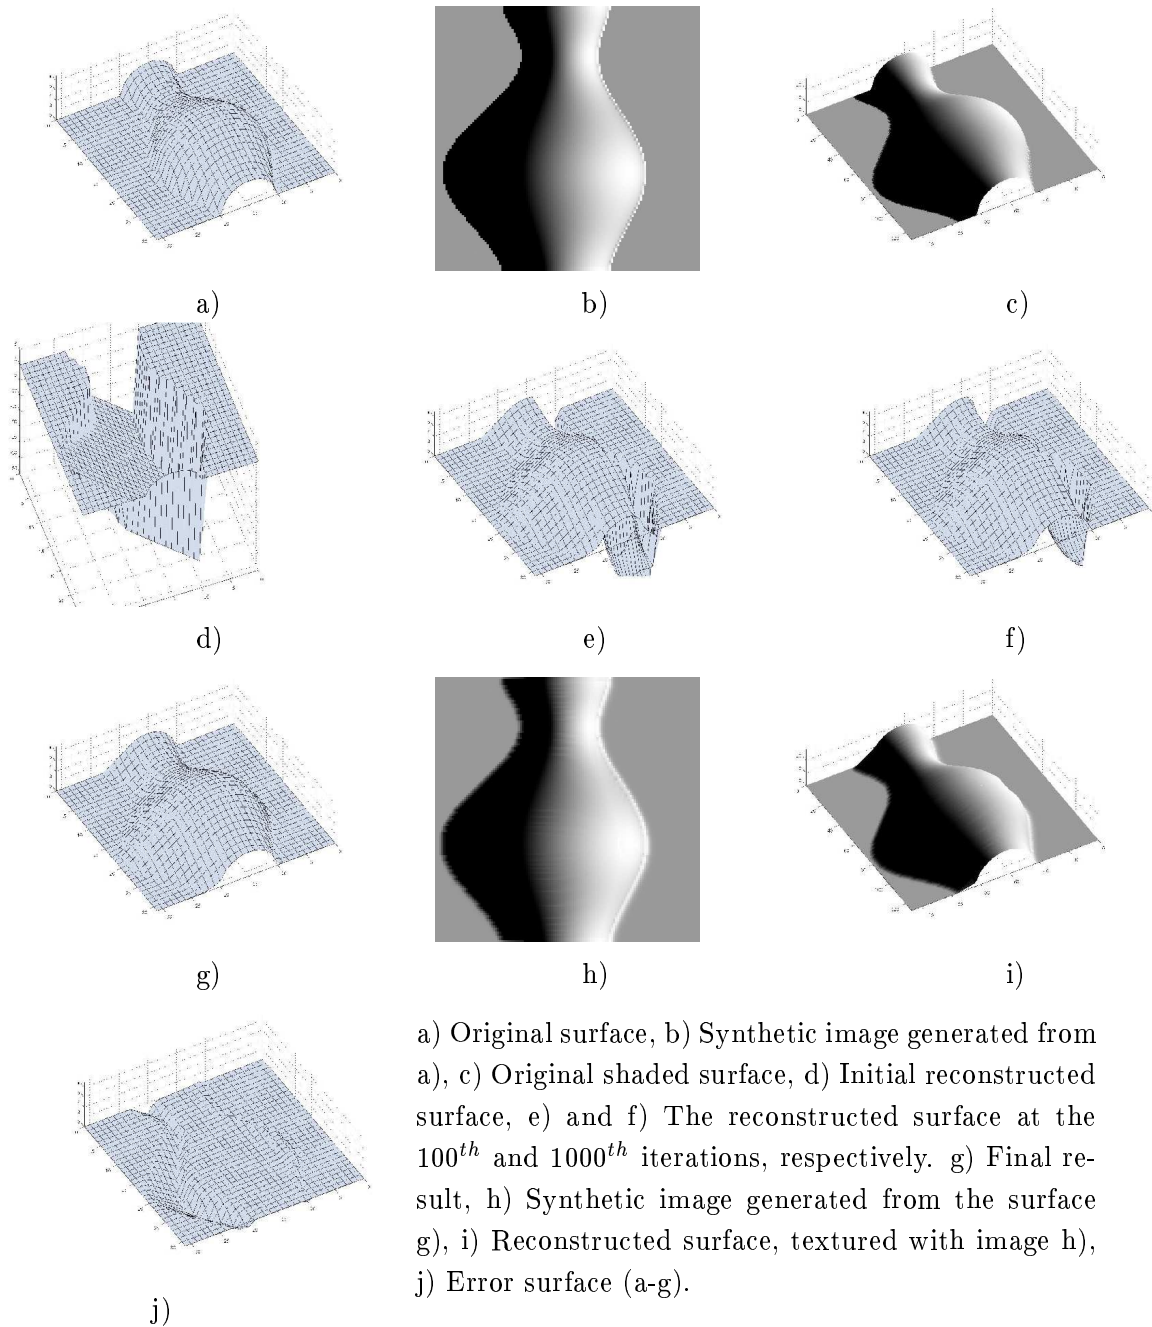 a)
b)
c)
d)
e)
f)
g)
h)
i)
a) Original surface, b) Synthetic image generated from
a), c) Original shaded surface, d) Initial reconstructed
surface, e) and f) The reconstructed surface at the
100th and 1000th iterations, respectively. g) Final re-
sult, h) Synthetic image generated from the surface
g), i) Reconstructed surface, textured with image h),
j) Error surface (a-g).
j)